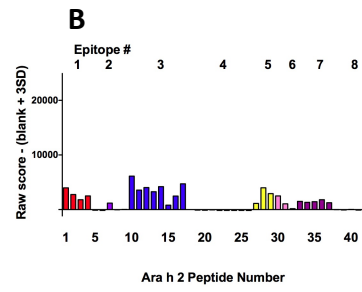 B
Epitope #
1 2 3 4 5 6 7 8
Raw score - (blank + 3SD)
20000
10000
1 5 10 15 20 25 30 35 40
Ara h 2 Peptide Number